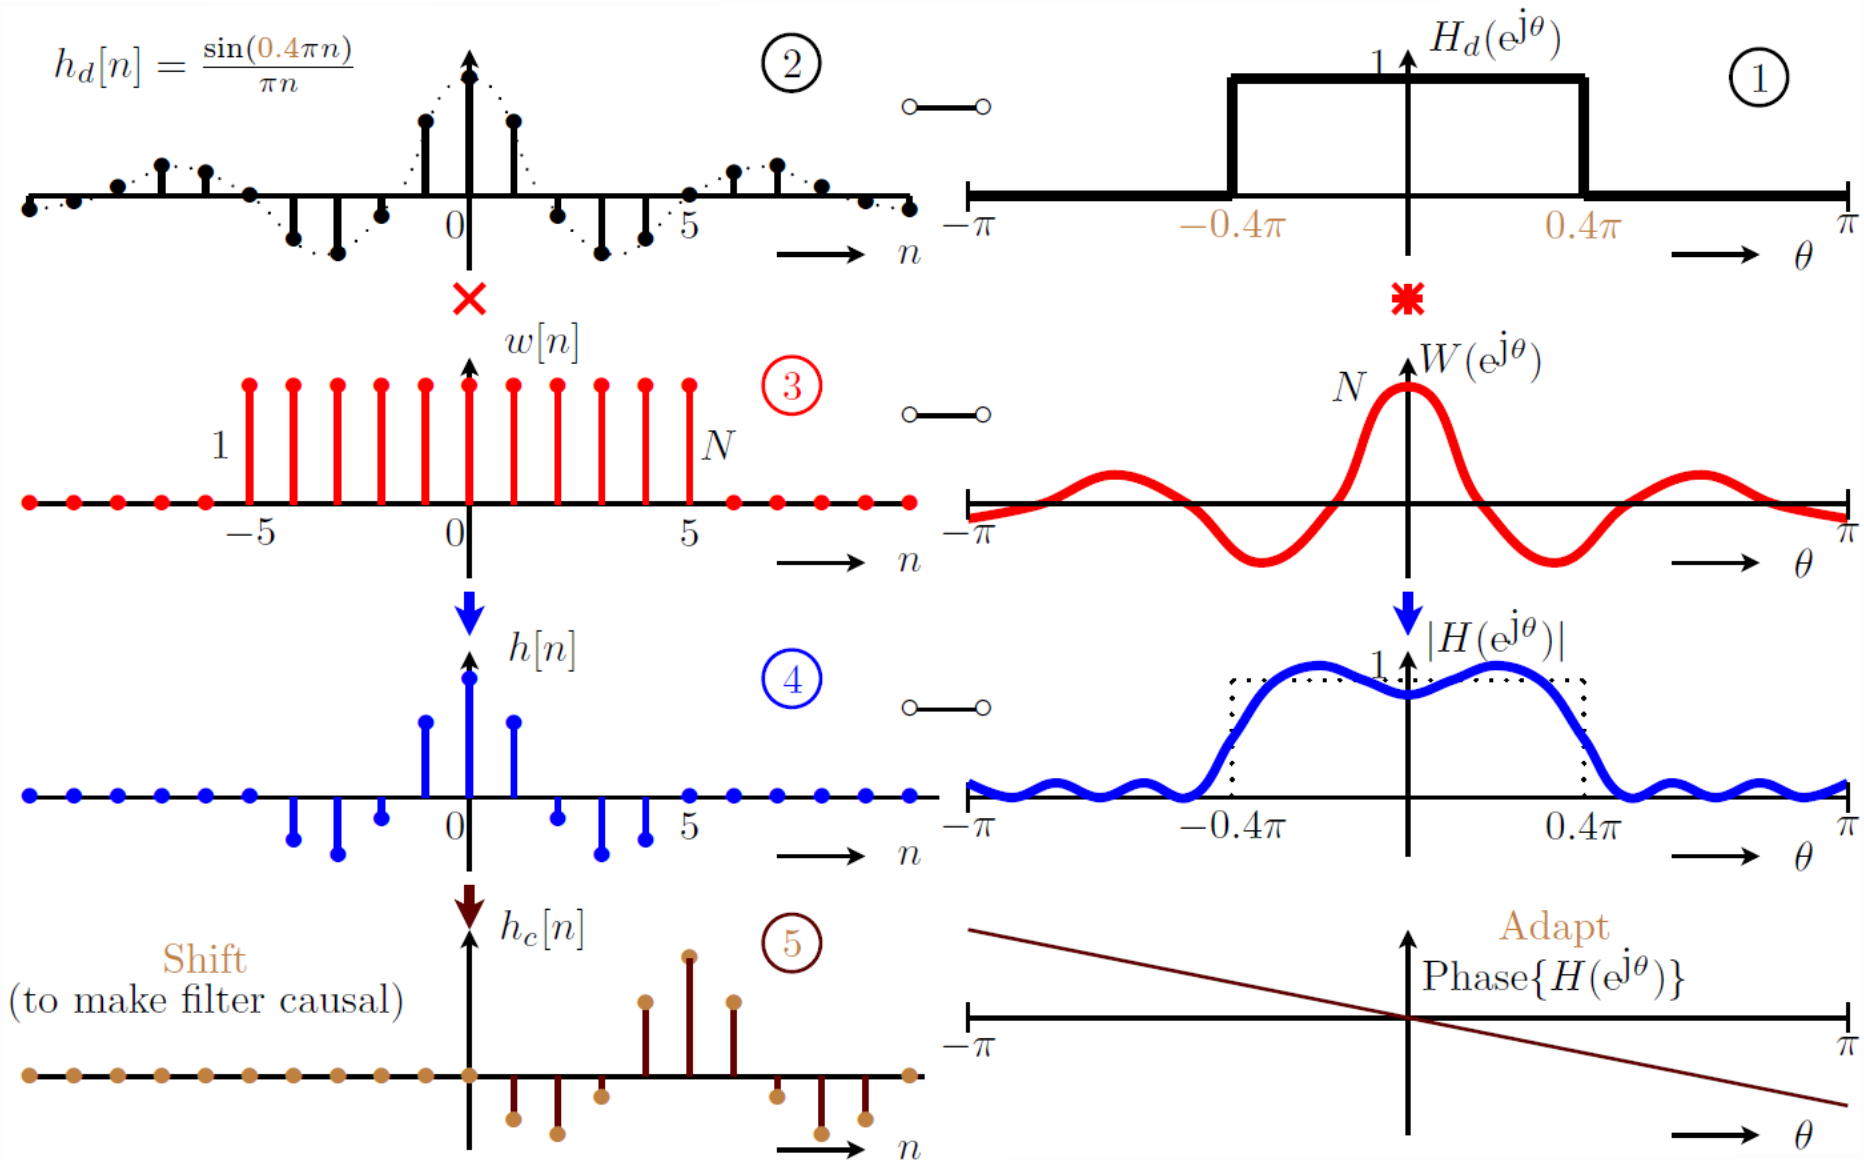 h_d[n] = sin(0.4πn) / πn
2
1
H_d(e^{jθ})
1
0
5
n
−π
−0.4π
0.4π
π
θ
w[n]
3
1
N
−5
0
5
n
W(e^{jθ})
N
−π
π
θ
h[n]
4
0
5
n
|H(e^{jθ})|
1
−π
−0.4π
0.4π
π
θ
h_c[n]
5
Shift
(to make filter causal)
n
Adapt
Phase{H(e^{jθ})}
−π
π
θ